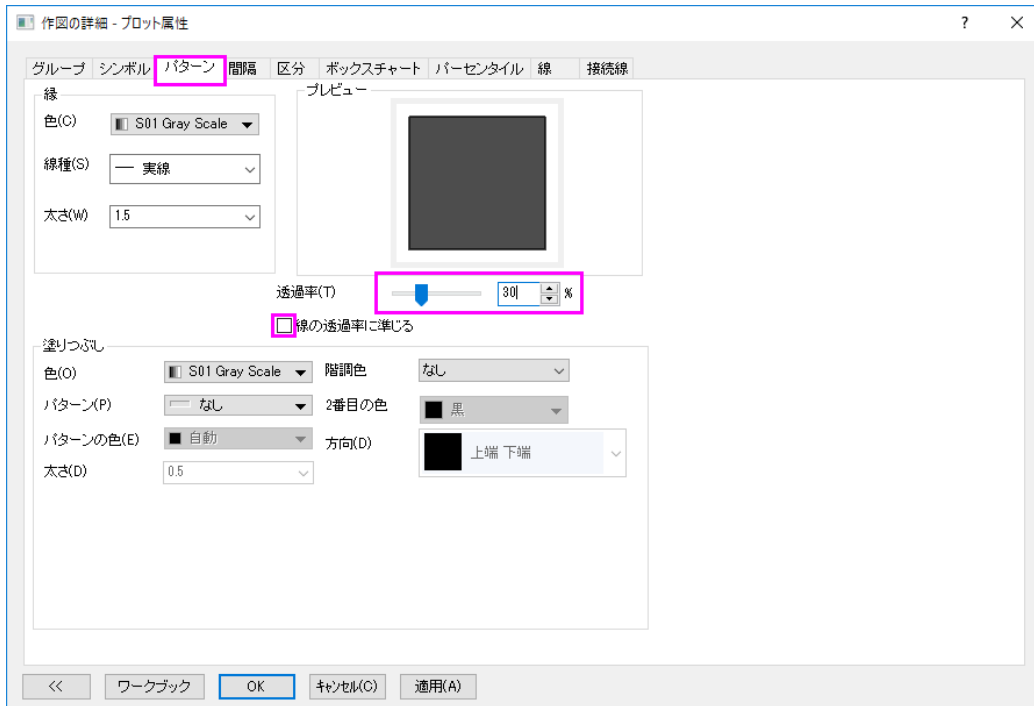 作図の詳細 - プロット属性
?
グループ シンボル パターン 間隔 区分 ボックスチャート パーセンタイル 線 接続線
縁
プレビュー
色(C) S01 Gray Scale
線種(S) 実線
太さ(W) 1.5
透過率(T) 30 %
線の透過率に準じる
塗りつぶし
色(O) S01 Gray Scale 階調色 なし
パターン(P) なし 2番目の色 黒
パターンの色(E) 自動 方向(D) 上端 下端
太さ(D) 0.5
<< ワークブック OK キャンセル(C) 適用(A)